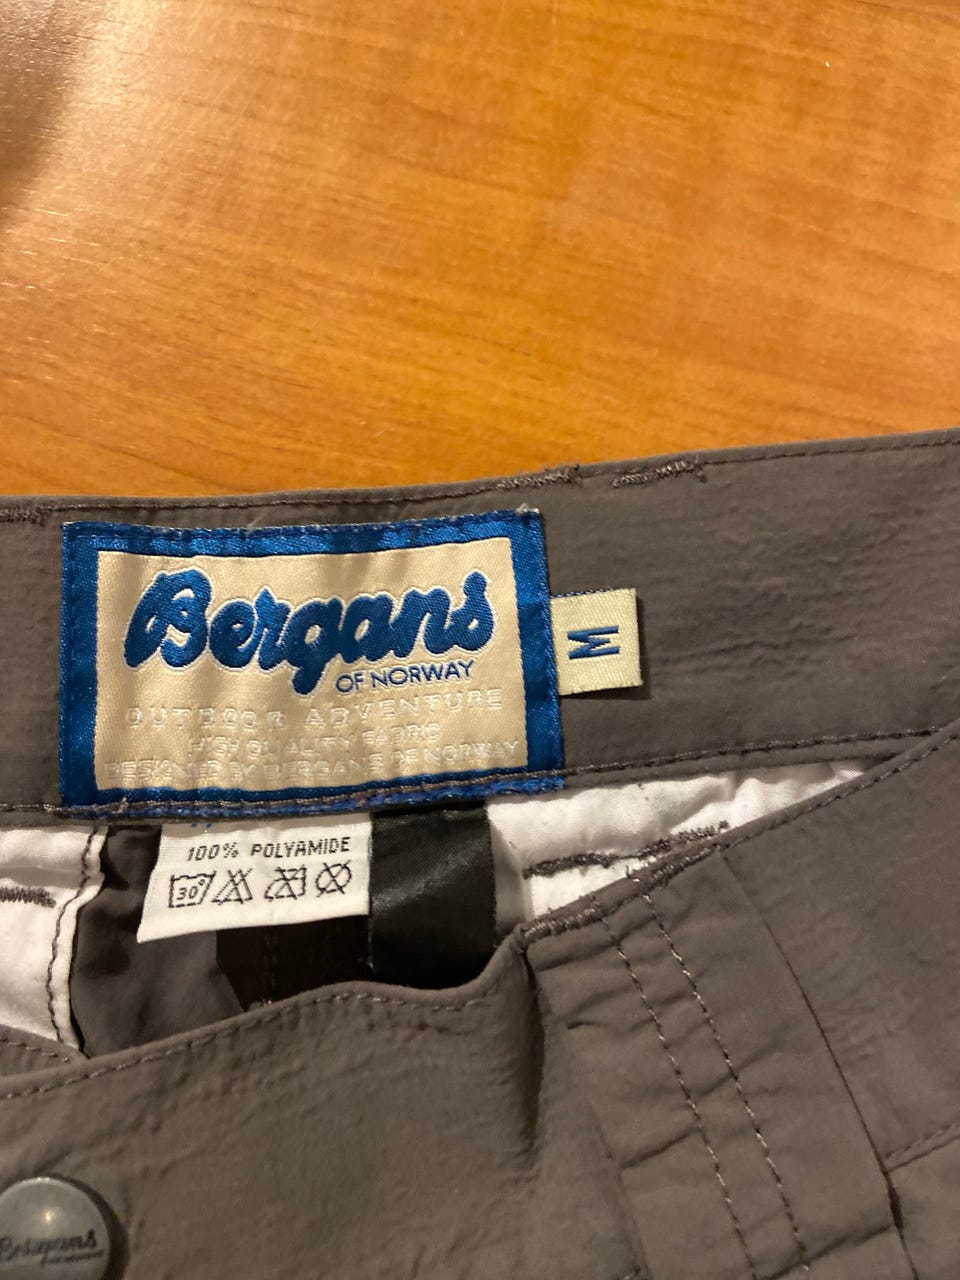 Bergans
OF NORWAY
OUTDOOR ADVENTURE
HIGH QUALITY FABRIC
DESIGNED BY BERGANS OF NORWAY
M
100% POLYAMIDE
30°
Bergans